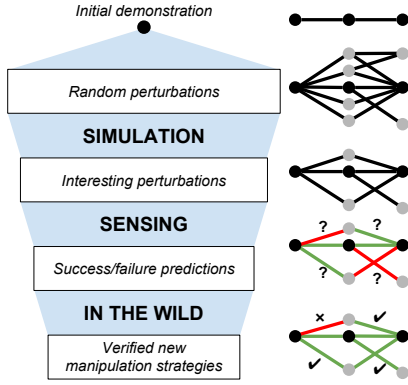 Initial demonstration
Random perturbations
SIMULATION
Interesting perturbations
SENSING
? ?
Success/failure predictions
? ?
IN THE WILD
× ✓
Verified new
manipulation strategies
✓ ✓